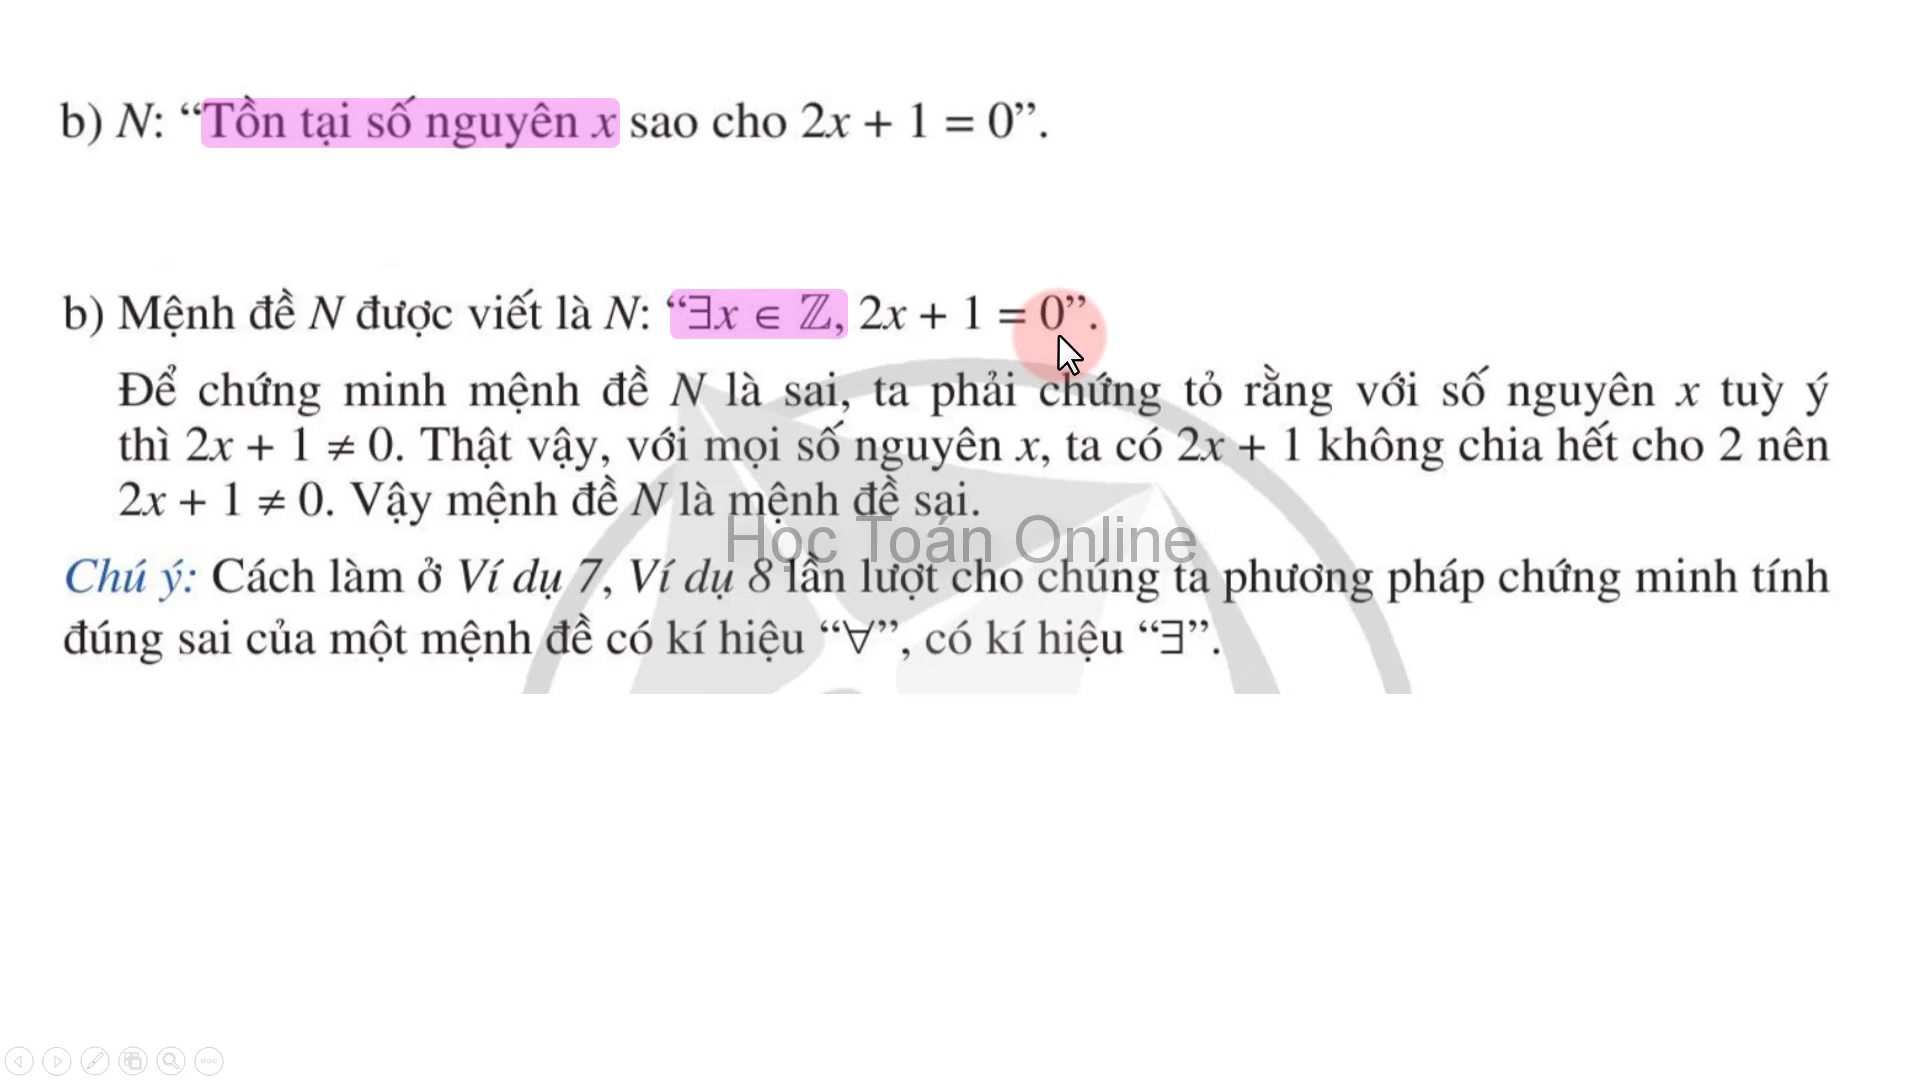 b) N: “Tồn tại số nguyên x sao cho 2x + 1 = 0”.
b) Mệnh đề N được viết là N: “∃x ∈ ℤ, 2x + 1 = 0”.
Để chứng minh mệnh đề N là sai, ta phải chứng tỏ rằng với số nguyên x tuỳ ý
thì 2x + 1 ≠ 0. Thật vậy, với mọi số nguyên x, ta có 2x + 1 không chia hết cho 2 nên
2x + 1 ≠ 0. Vậy mệnh đề N là mệnh đề sai.
Học Toán Online
Chú ý: Cách làm ở Ví dụ 7, Ví dụ 8 lần lượt cho chúng ta phương pháp chứng minh tính
đúng sai của một mệnh đề có kí hiệu “∀”, có kí hiệu “∃”.